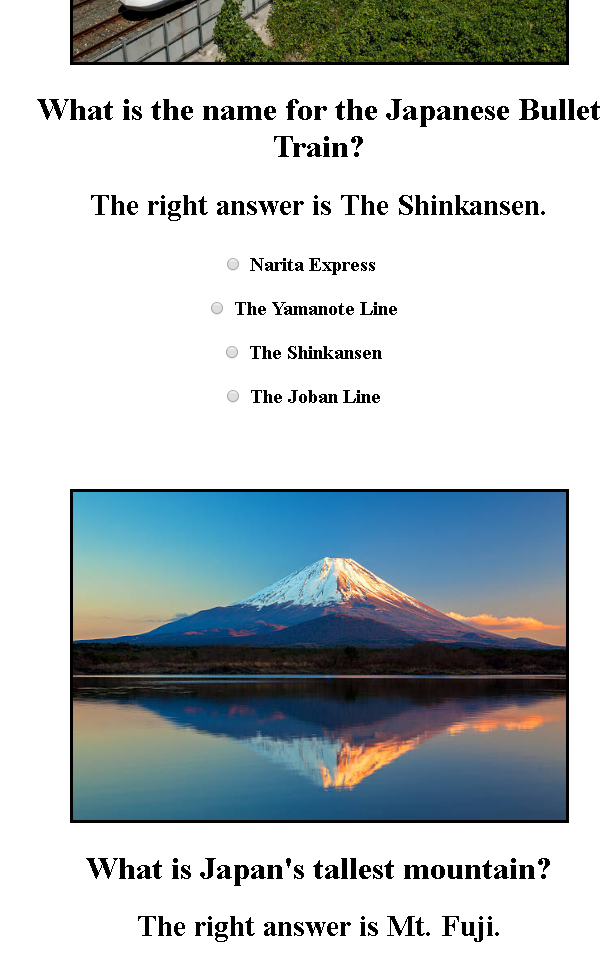 What is the name for the Japanese Bullet
Train?
The right answer is The Shinkansen.
Narita Express
The Yamanote Line
The Shinkansen
The Joban Line
What is Japan's tallest mountain?
The right answer is Mt. Fuji.